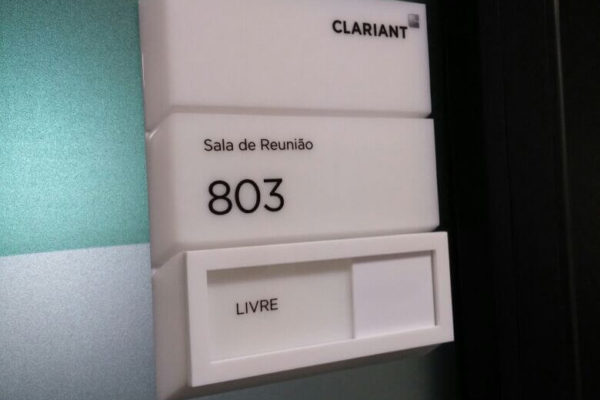 CLARIANT
Sala de Reunião
803
LIVRE